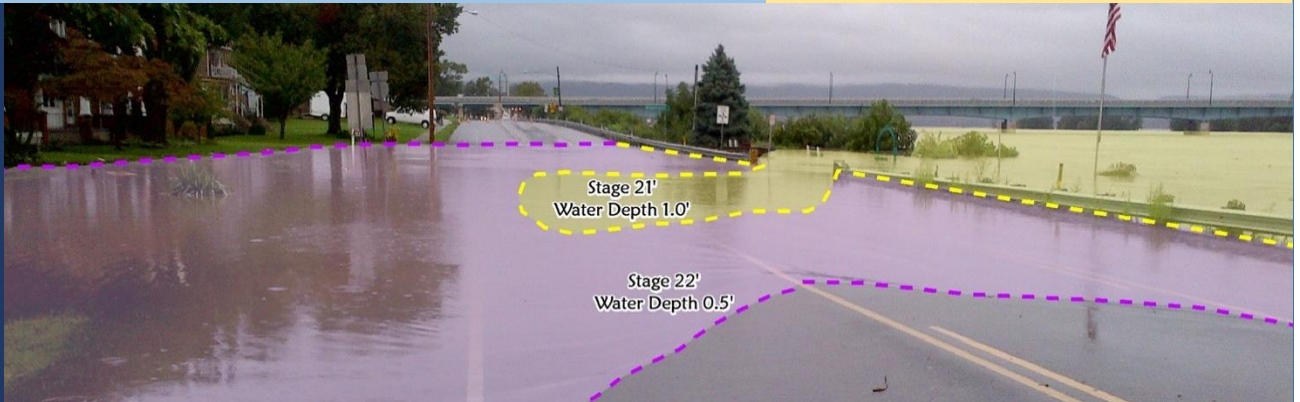 Stage 21'
Water Depth 1.0'
Stage 22'
Water Depth 0.5'